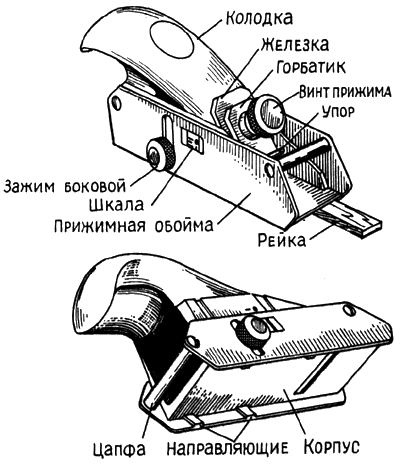 Колодка
Железка
Горбатик
Винт прижима
Упор
Зажим боковой
Шкала
Прижимная обойма
Рейка
Цапфа Направляющие Корпус